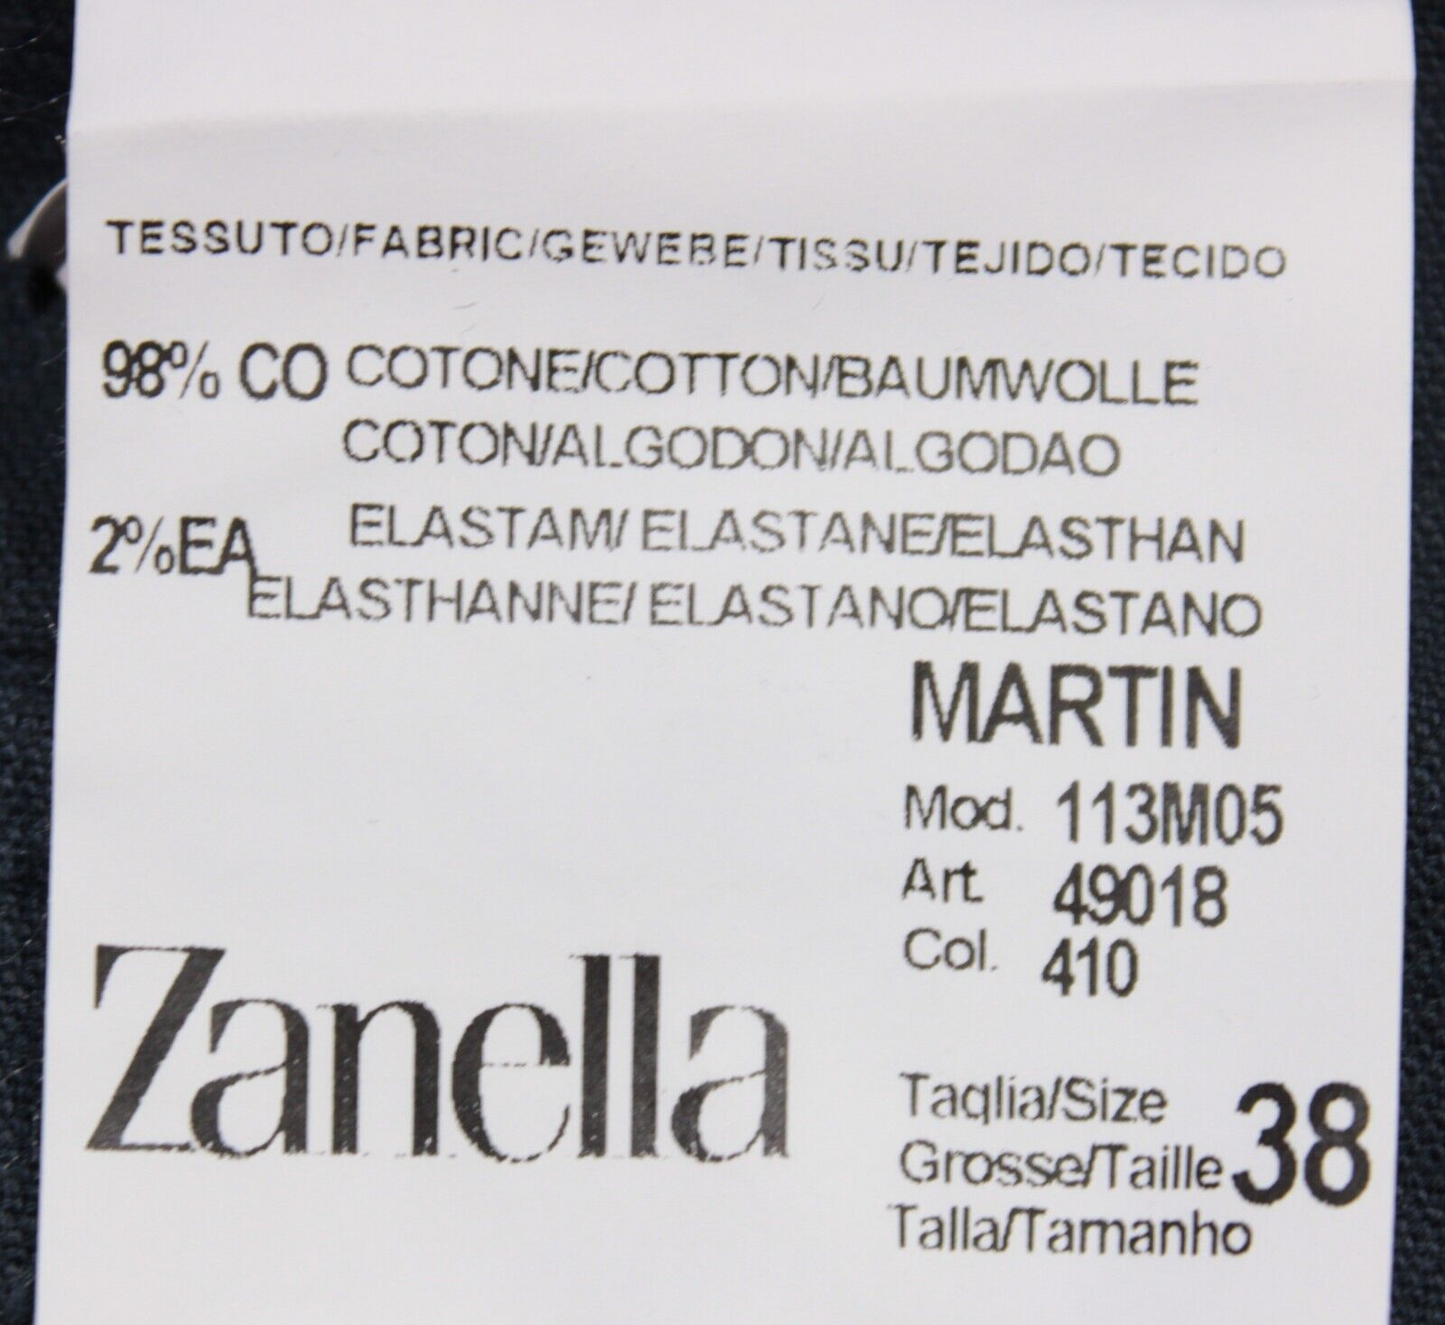 TESSUTO/FABRIC/GEWEBE/TISSU/TEJIDO/TECIDO
98% CO COTONE/COTTON/BAUMWOLLE
COTON/ALGODON/ALGODAO
2%EA ELASTAM/ ELASTANE/ELASTHAN
ELASTHANNE/ ELASTANO/ELASTANO
MARTIN
Mod. 113M05
Art. 49018
Col. 410
Zanella
Taglia/Size
Grosse/Taille 38
Talla/Tamanho